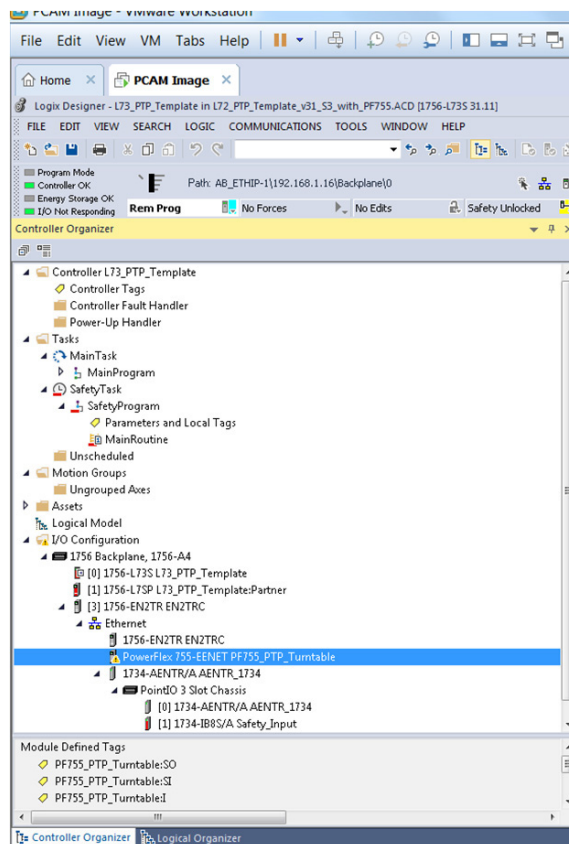 PCAM Image - VMware Workstation
File Edit View VM Tabs Help
Home PCAM Image
Logix Designer - L73_PTP_Template in L72_PTP_Template_v31_S3_with_PF755.ACD [1756-L73S 31.11]
FILE EDIT VIEW SEARCH LOGIC COMMUNICATIONS TOOLS WINDOW HELP
Program Mode
Controller OK
Energy Storage OK
I/O Not Responding
Path: AB_ETHIP-1\192.168.1.16\Backplane\0
Rem Prog No Forces No Edits Safety Unlocked
Controller Organizer
Controller L73_PTP_Template
Controller Tags
Controller Fault Handler
Power-Up Handler
Tasks
MainTask
MainProgram
SafetyTask
SafetyProgram
Parameters and Local Tags
MainRoutine
Unscheduled
Motion Groups
Ungrouped Axes
Assets
Logical Model
I/O Configuration
1756 Backplane, 1756-A4
[0] 1756-L73S L73_PTP_Template
[1] 1756-L7SP L73_PTP_Template:Partner
[3] 1756-EN2TR EN2TRC
Ethernet
1756-EN2TR EN2TRC
PowerFlex 755-EENET PF755_PTP_Turntable
1734-AENTR/A AENTR_1734
PointIO 3 Slot Chassis
[0] 1734-AENTR/A AENTR_1734
[1] 1734-IB8S/A Safety_Input
Module Defined Tags
PF755_PTP_Turntable:SO
PF755_PTP_Turntable:SI
PF755_PTP_Turntable:I
Controller Organizer Logical Organizer